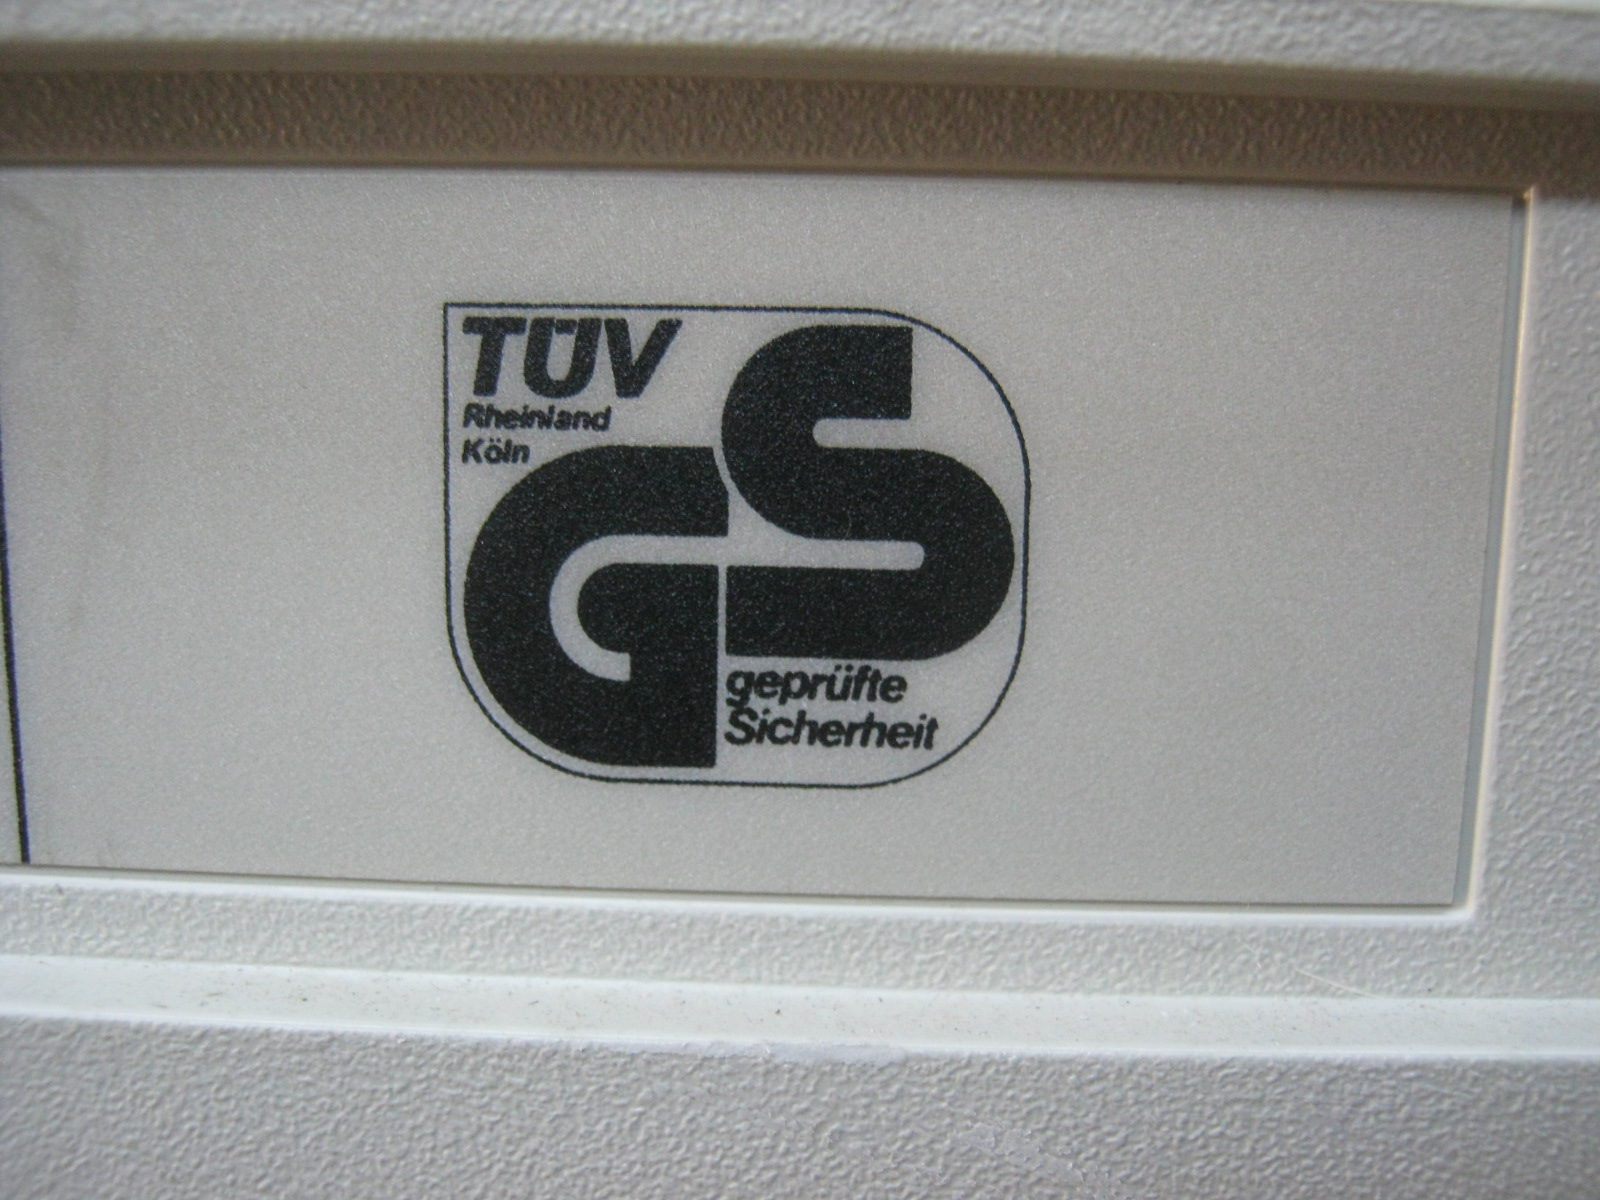 TÜV
Rheinland
Köln
GS
geprüfte
Sicherheit